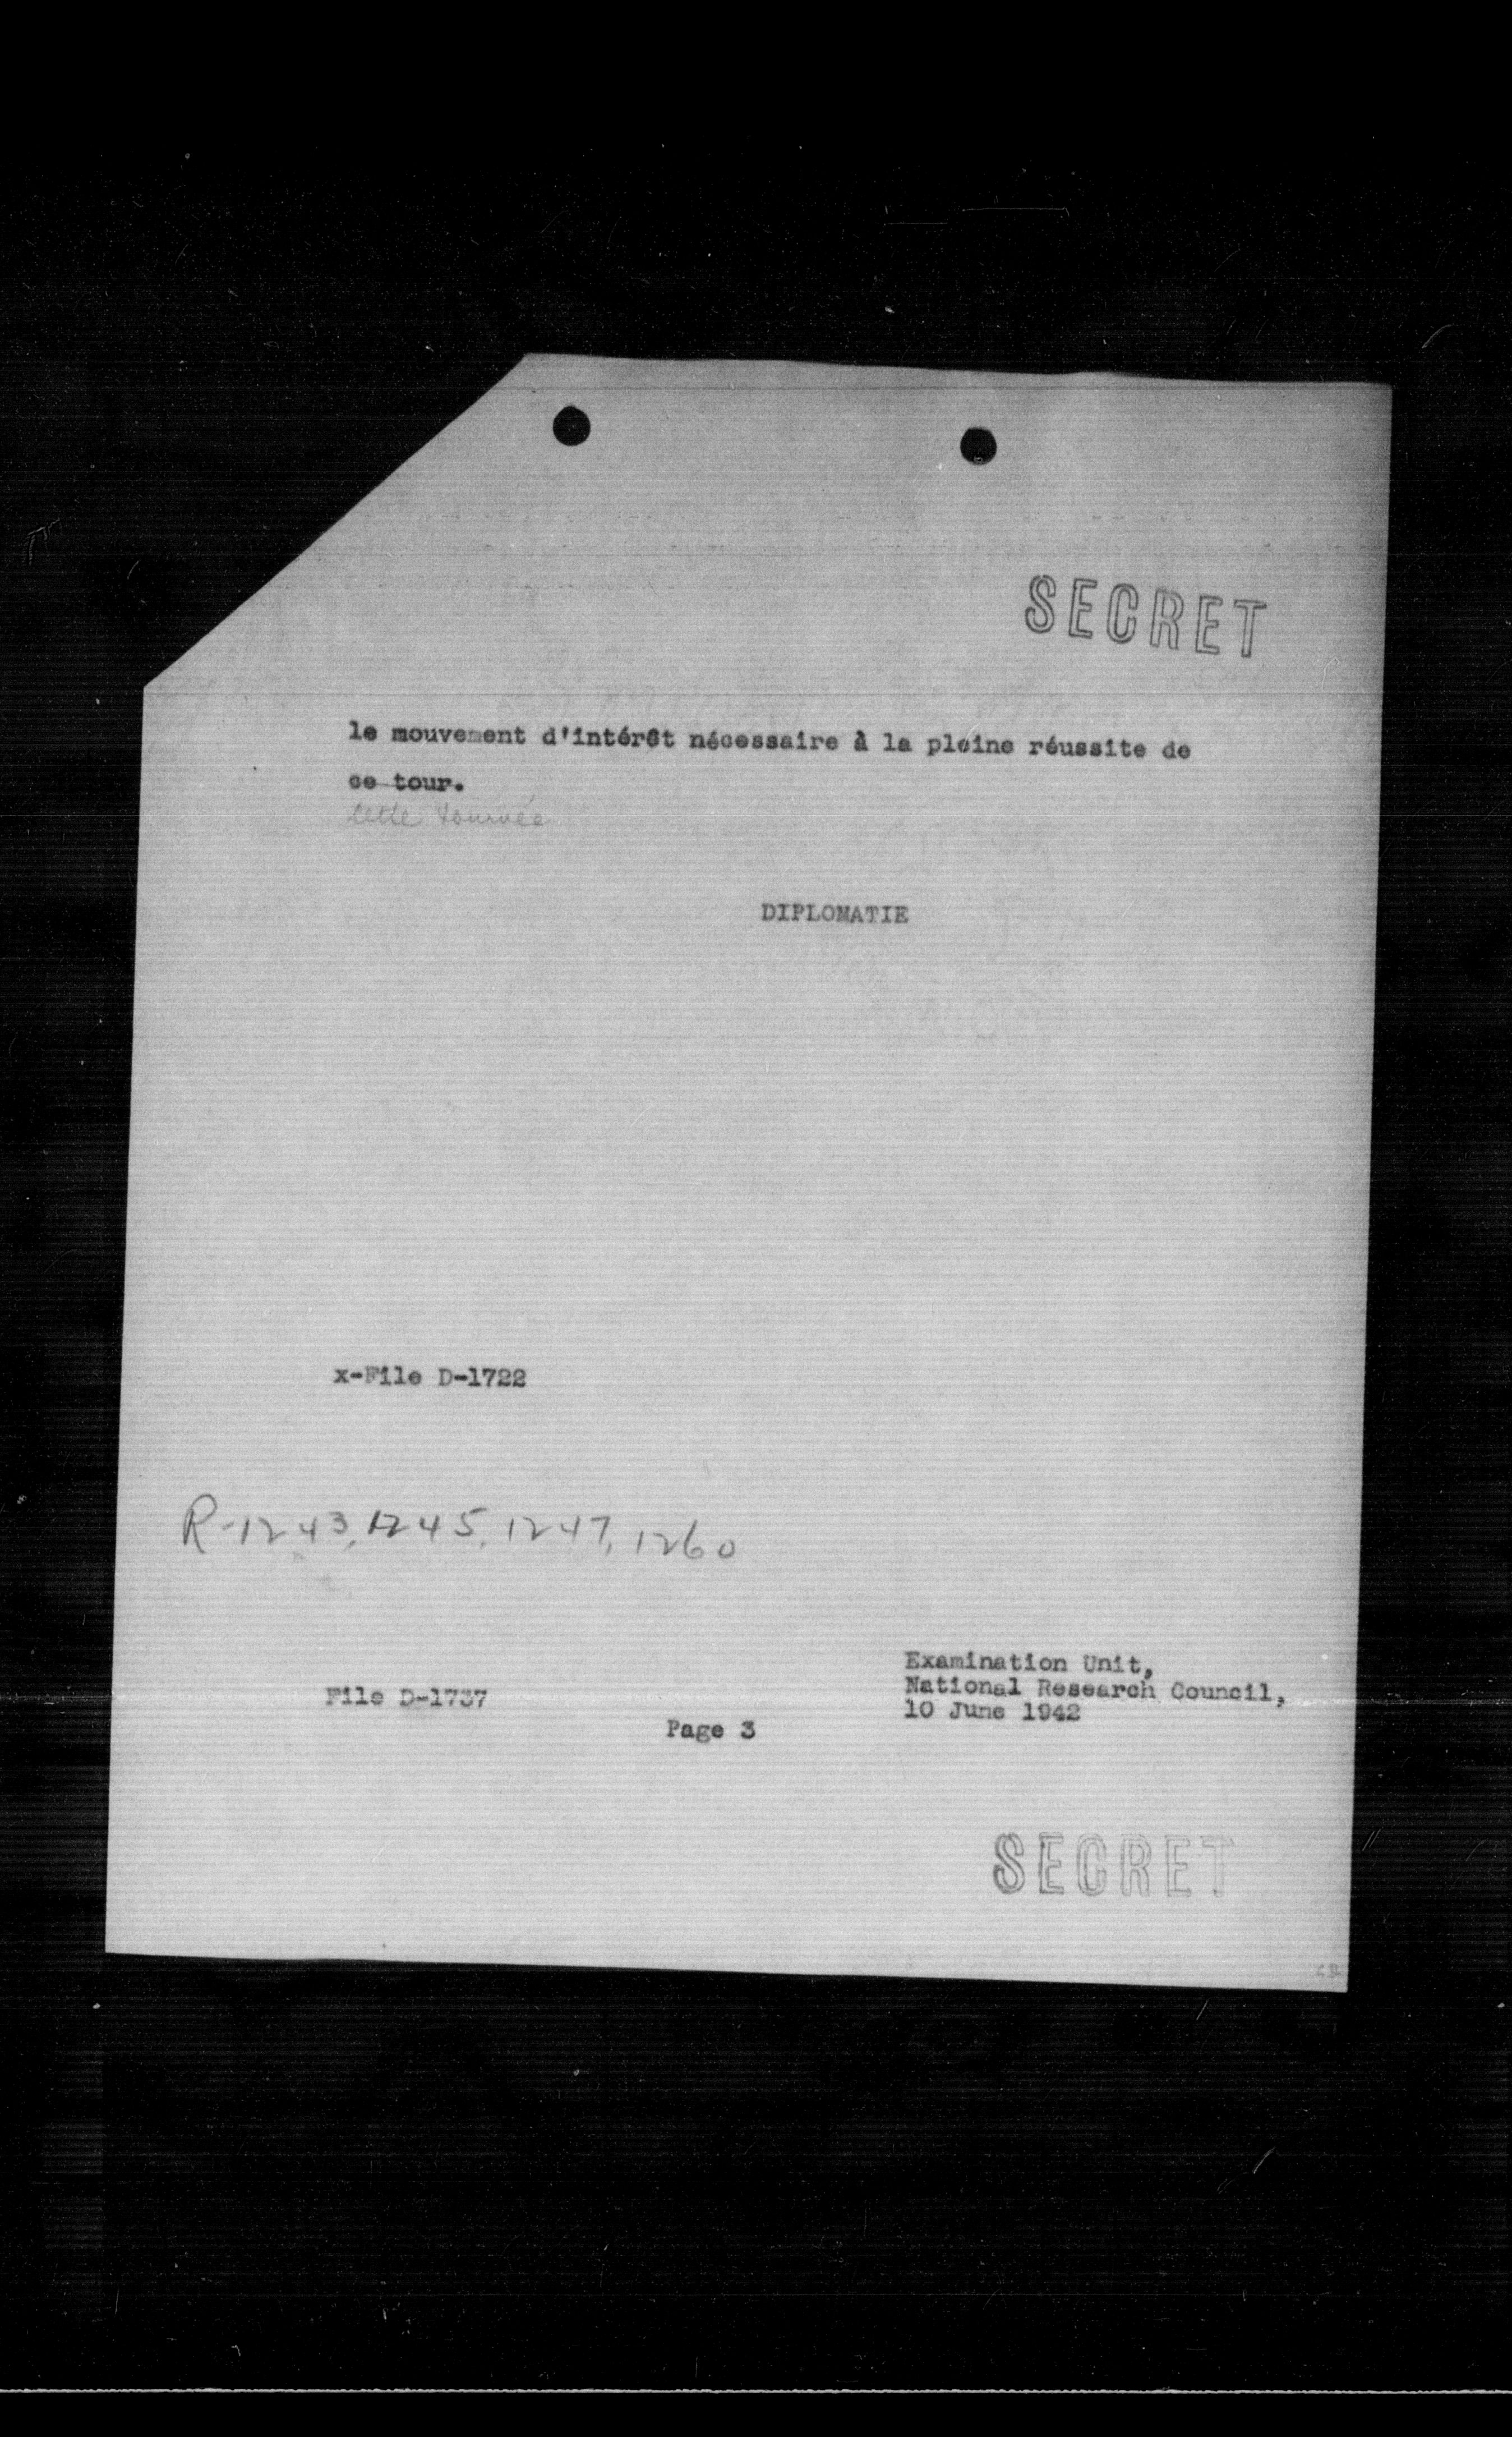 SECRET
le mouvement d'intérêt nécessaire à la pleine réussite de
ce tour.
cette tournée
DIPLOMATIE
x-File D-1722
R-1243, 1245, 1247, 1260
Examination Unit,
National Research Council,
10 June 1942
File D-1737
Page 3
SECRET